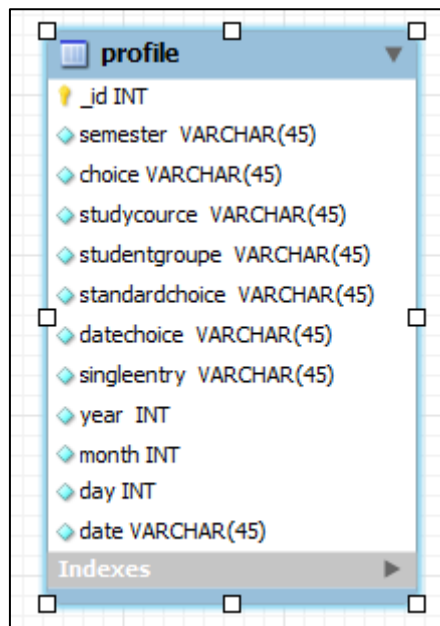 profile
_id INT
semester VARCHAR(45)
choice VARCHAR(45)
studycource VARCHAR(45)
studentgroupe VARCHAR(45)
standardchoice VARCHAR(45)
datechoice VARCHAR(45)
singleentry VARCHAR(45)
year INT
month INT
day INT
date VARCHAR(45)
Indexes